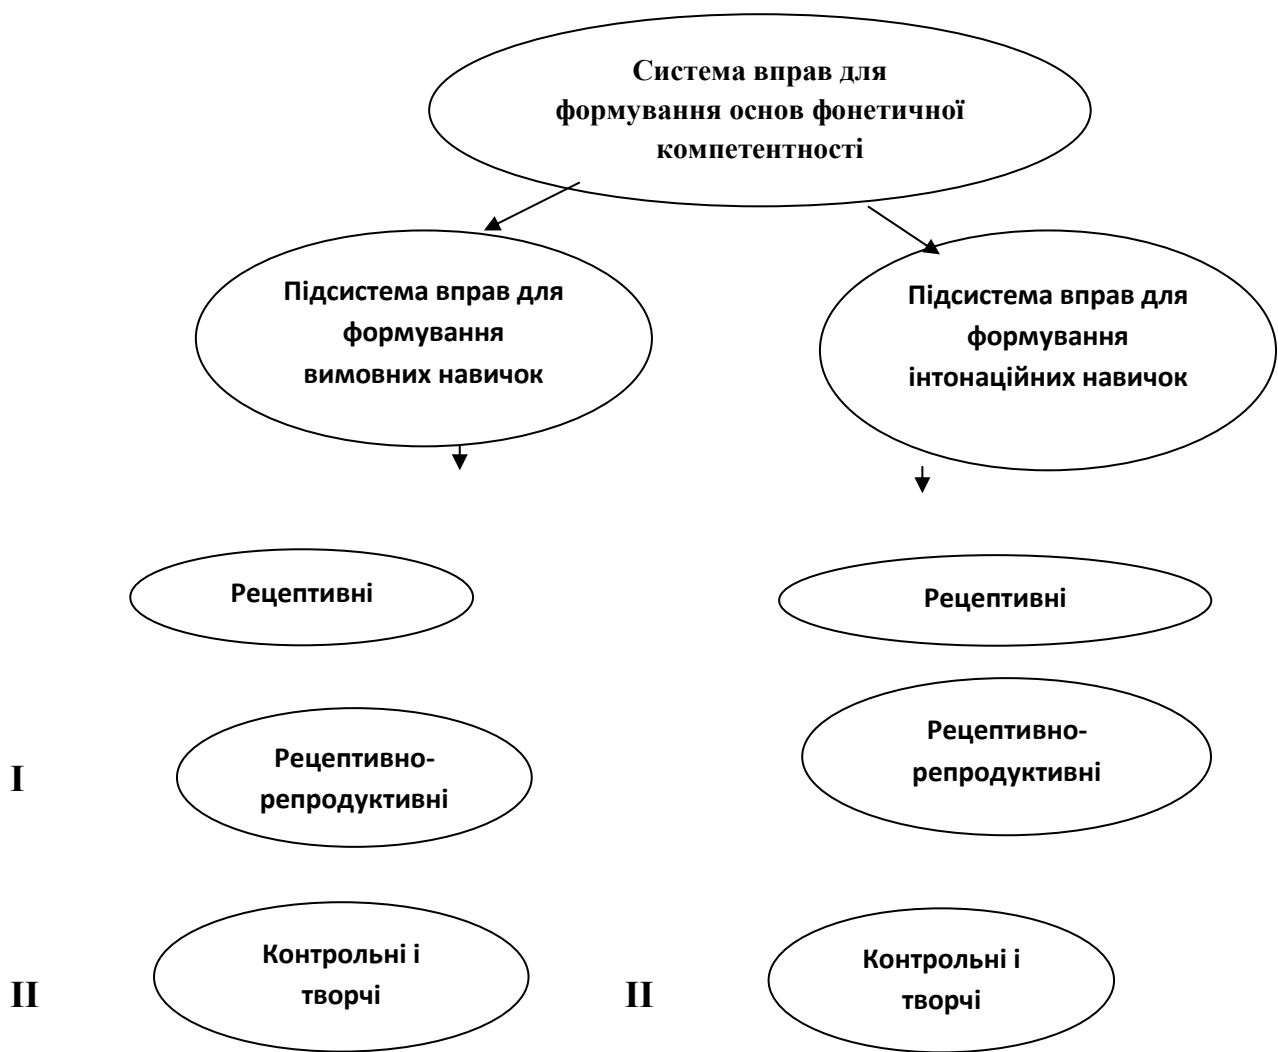 Система вправ для
формування основ фонетичної
компетентності
Підсистема вправ для
формування
вимовних навичок
Підсистема вправ для
формування
інтонаційних навичок
Рецептивні
Рецептивні
I
Рецептивно-
репродуктивні
Рецептивно-
репродуктивні
II
Контрольні і
творчі
II
Контрольні і
творчі